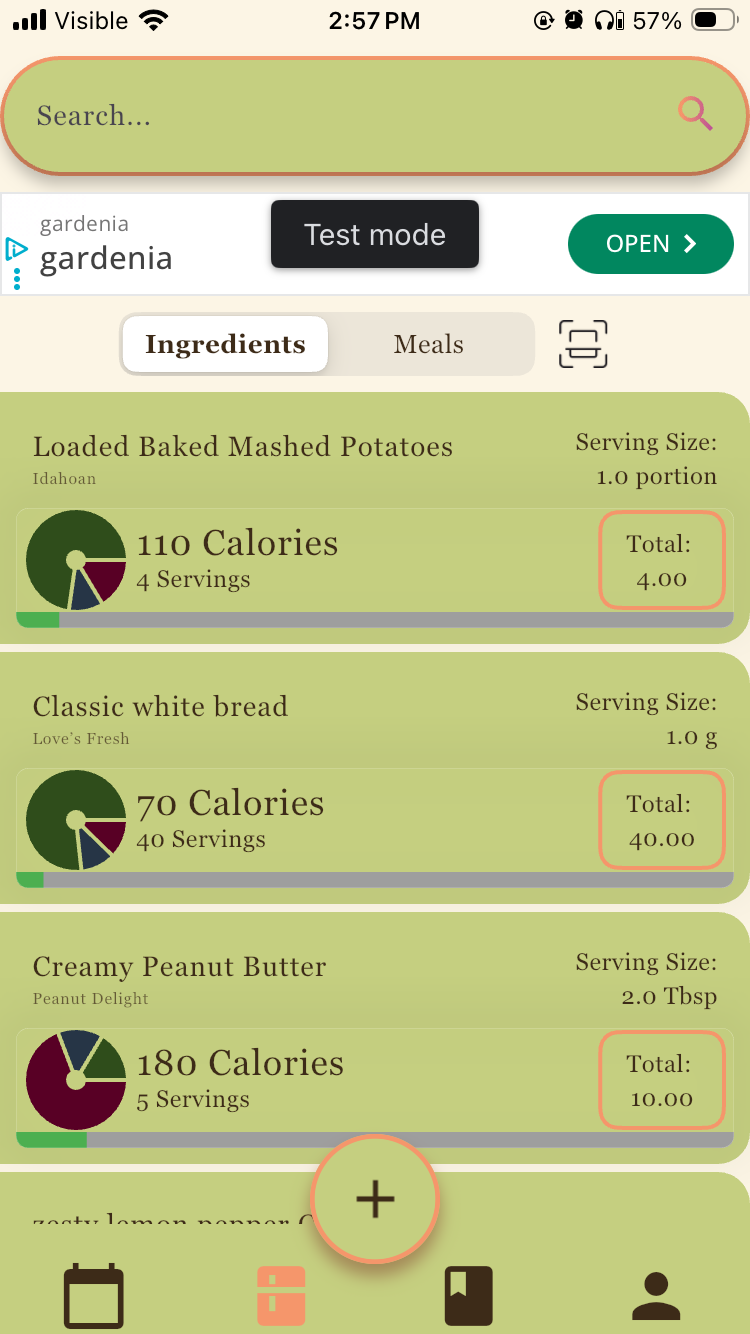 Visible 2:57 PM 57%
Search...
gardenia
gardenia
Test mode
OPEN
Ingredients Meals
Loaded Baked Mashed Potatoes
Idahoan
Serving Size:
1.0 portion
110 Calories
4 Servings
Total:
4.00
Classic white bread
Love's Fresh
Serving Size:
1.0 g
70 Calories
40 Servings
Total:
40.00
Creamy Peanut Butter
Peanut Delight
Serving Size:
2.0 Tbsp
180 Calories
5 Servings
Total:
10.00
zesty lemon pepper